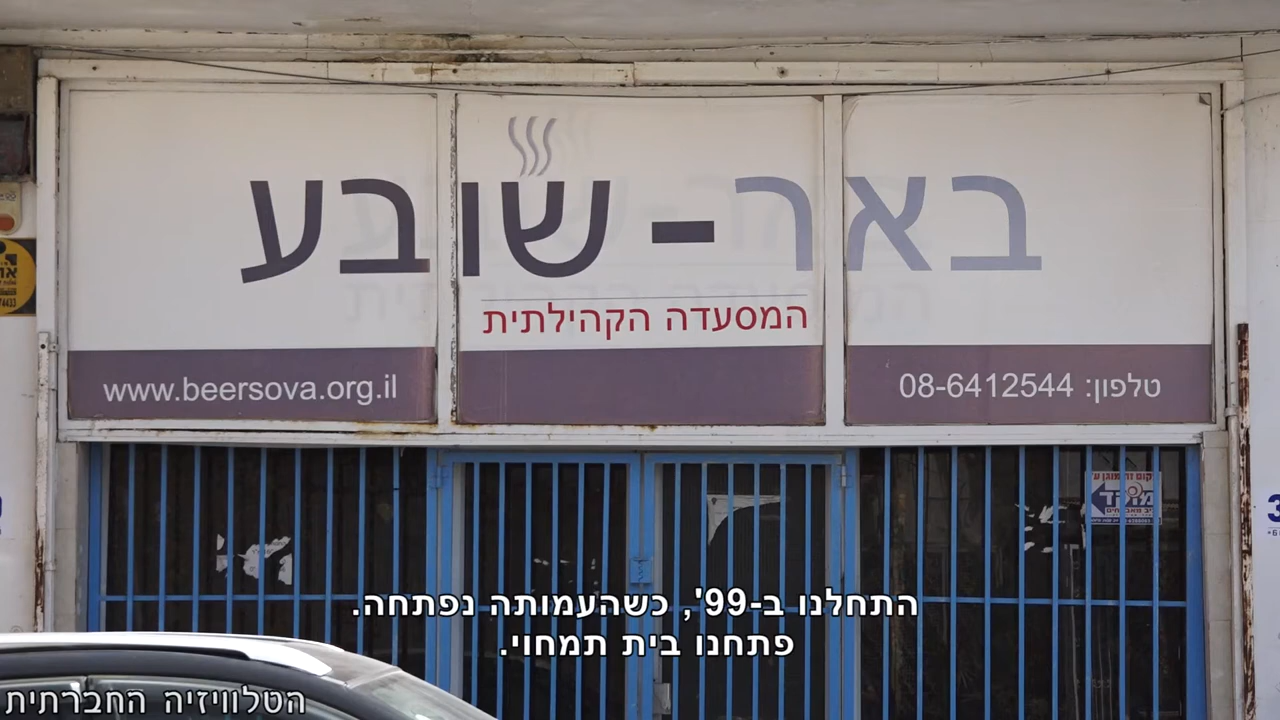 באר-שובע
המסעדה הקהילתית
טלפון: 08-6412544
www.beersova.org.il
מוקד
התחלנו ב-99', כשהעמותה נפתחה.
פתחנו בית תמחוי.
הטלוויזיה החברתית